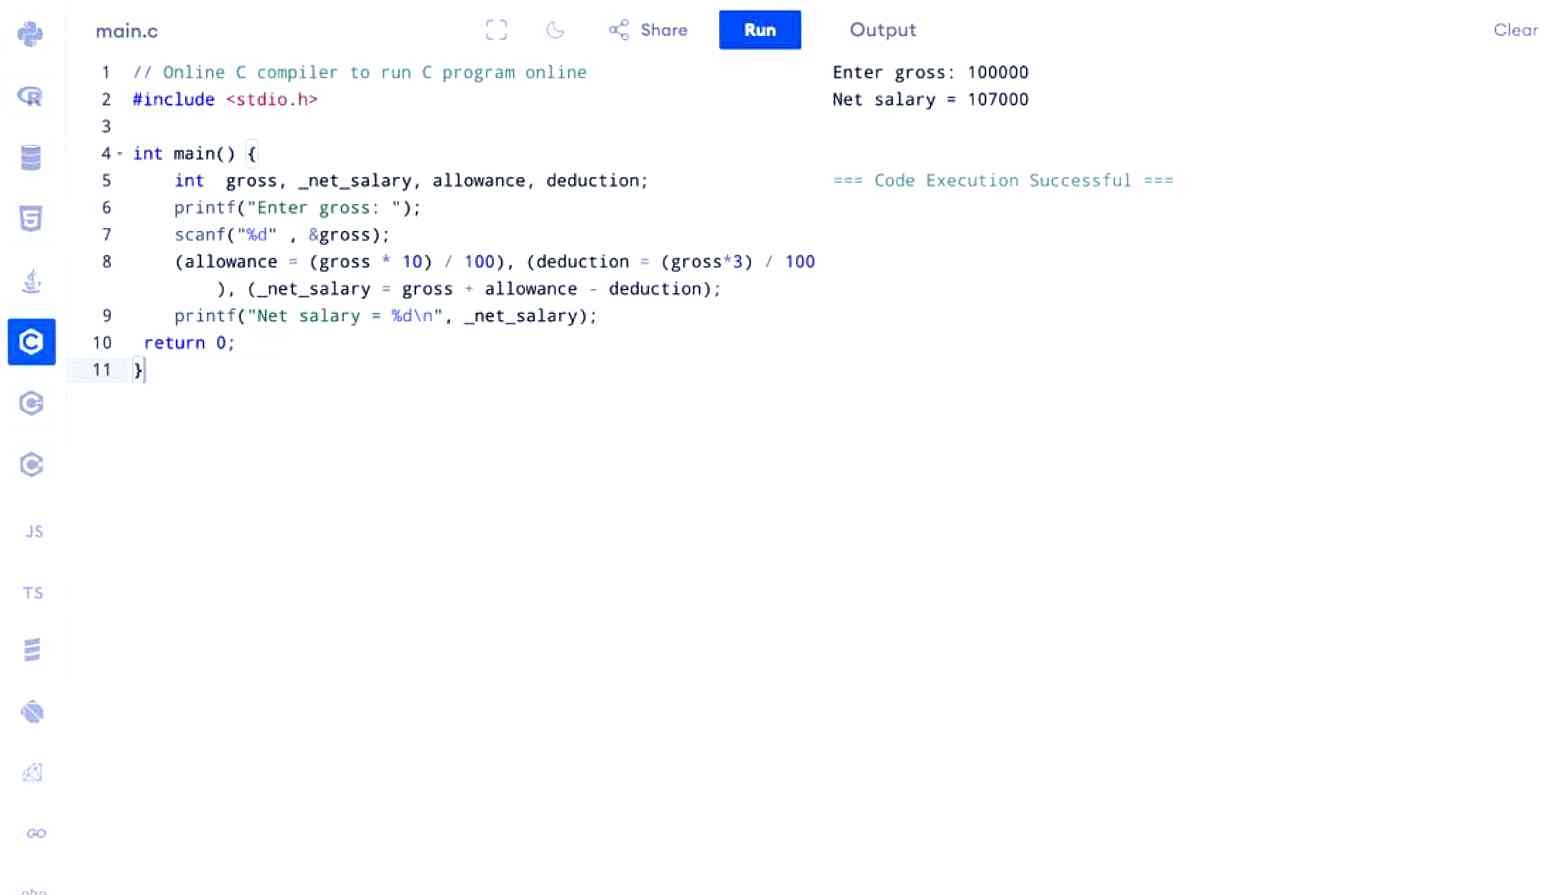 main.c
Share
Run
Output
Clear
1 // Online C compiler to run C program online
2 #include <stdio.h>
3
4 int main() {
5 int  gross, _net_salary, allowance, deduction;
6 printf("Enter gross: ");
7 scanf("%d" , &gross);
8 (allowance = (gross * 10) / 100), (deduction = (gross*3) / 100
), (_net_salary = gross + allowance - deduction);
9 printf("Net salary = %d\n", _net_salary);
10 return 0;
11 }
Enter gross: 100000
Net salary = 107000
=== Code Execution Successful ===
R
5
C
C
C
JS
TS
GO
php